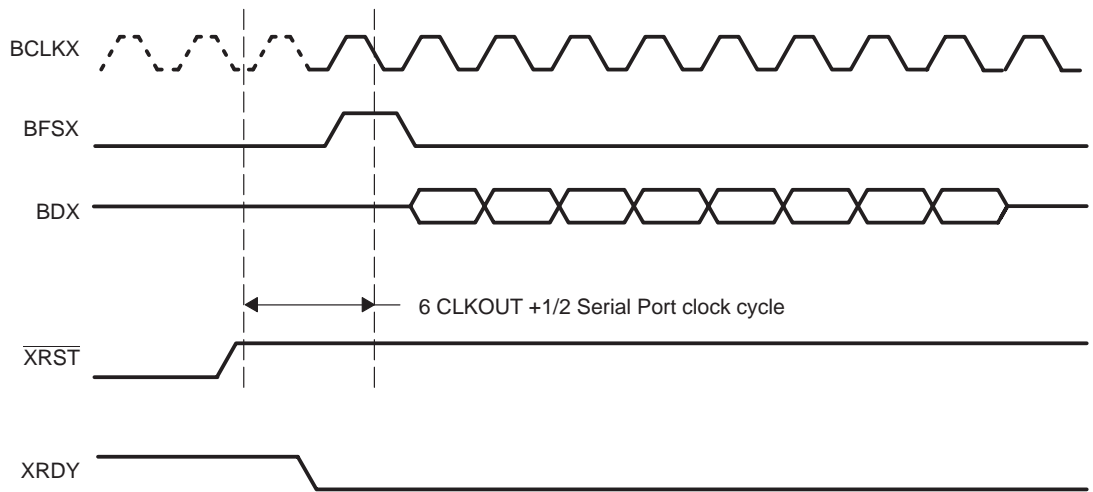 BCLKX
BFSX
BDX
6 CLKOUT +1/2 Serial Port clock cycle
XRST
XRDY